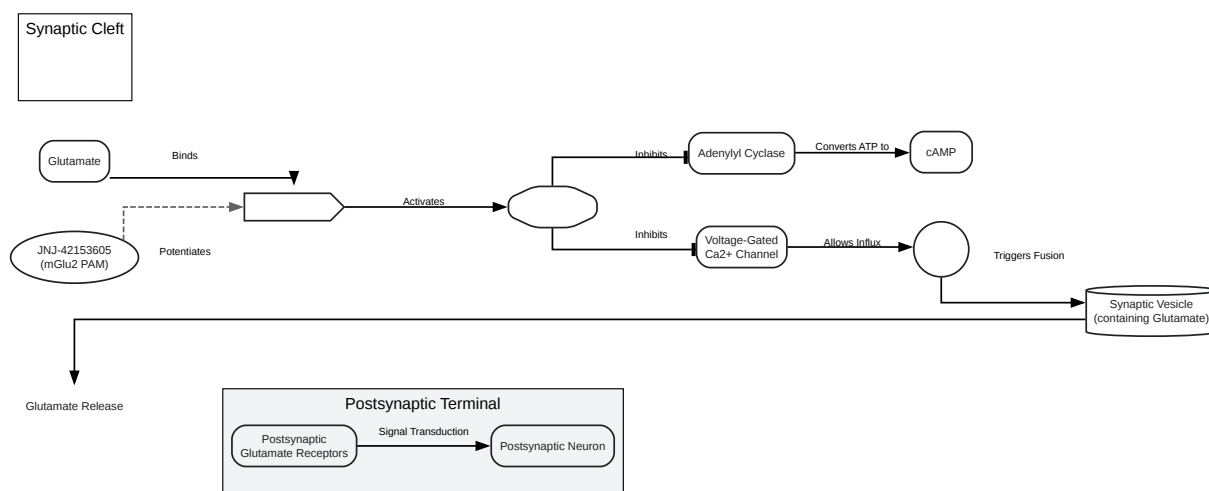 Synaptic Cleft
Glutamate
Binds
JNJ-42153605
(mGlu2 PAM)
Potentiates
Activates
Inhibits
Adenylyl Cyclase
Converts ATP to
cAMP
Inhibits
Voltage-Gated
Ca2+ Channel
Allows Influx
Triggers Fusion
Synaptic Vesicle
(containing Glutamate)
Glutamate Release
Postsynaptic Terminal
Postsynaptic
Glutamate Receptors
Signal Transduction
Postsynaptic Neuron